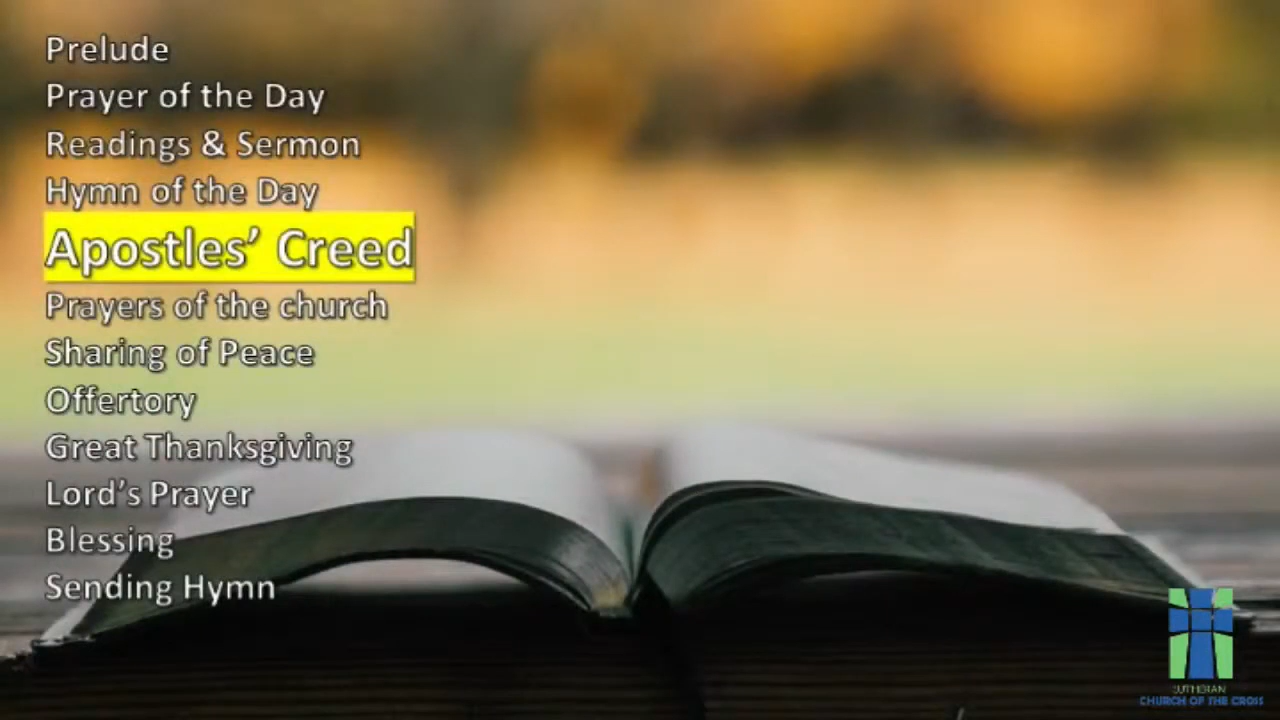 Prelude
Prayer of the Day
Readings & Sermon
Hymn of the Day
Apostles’ Creed
Prayers of the church
Sharing of Peace
Offertory
Great Thanksgiving
Lord’s Prayer
Blessing
Sending Hymn
LUTHERAN
CHURCH OF THE CROSS